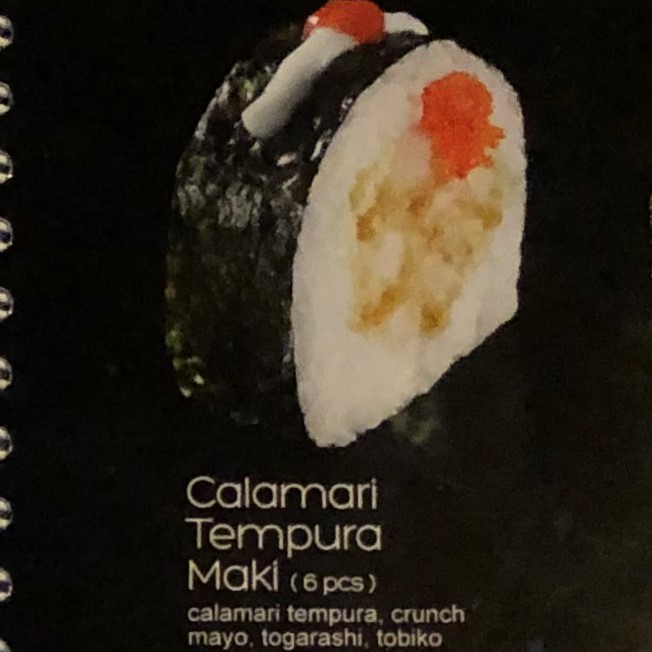 Calamari
Tempura
Maki (6 pcs)
calamari tempura, crunch
mayo, togarashi, tobiko